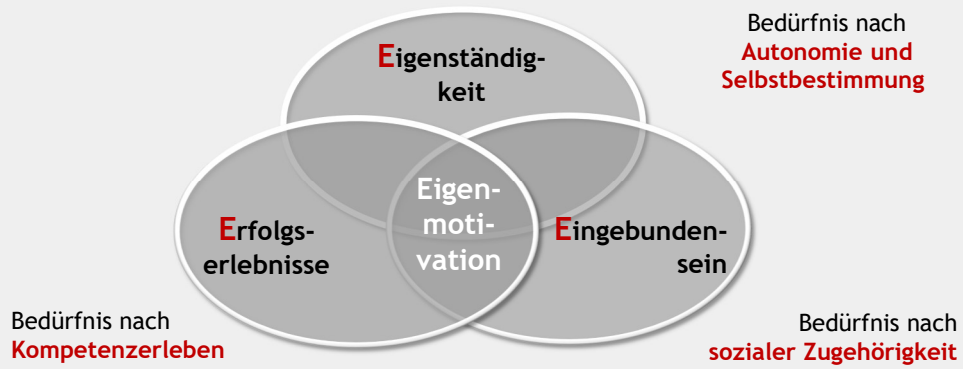 Eigenständig-
keit
Bedürfnis nach
Autonomie und
Selbstbestimmung
Eigen-
moti-
vation
Erfolgs-
erlebnisse
Eingebunden-
sein
Bedürfnis nach
Kompetenzerleben
Bedürfnis nach
sozialer Zugehörigkeit